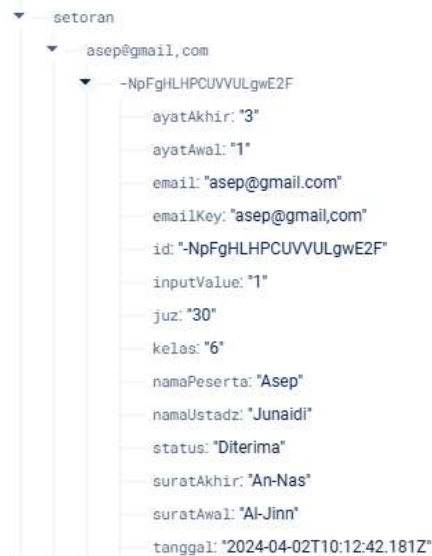 setoran
asep@gmail,com
-NpFgHLHPCUVVULgwE2F
ayatAkhir: "3"
ayatAwal: "1"
email: "asep@gmail.com"
emailKey: "asep@gmail,com"
id: "-NpFgHLHPCUVVULgwE2F"
inputValue: "1"
juz: "30"
kelas: "6"
namaPeserta: "Asep"
namaUstadz: "Junaidi"
status: "Diterima"
suratAkhir: "An-Nas"
suratAwal: "Al-Jinn"
tanggal: "2024-04-02T10:12:42.181Z"